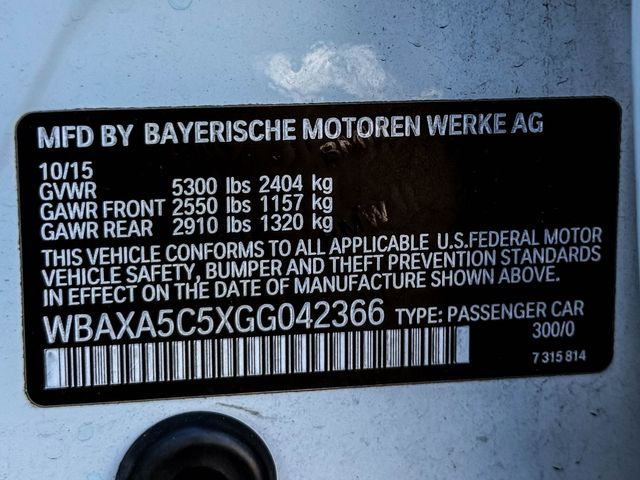 MFD BY BAYERISCHE MOTOREN WERKE AG
10/15
GVWR 5300 lbs 2404 kg
GAWR FRONT 2550 lbs 1157 kg
GAWR REAR 2910 lbs 1320 kg
THIS VEHICLE CONFORMS TO ALL APPLICABLE U.S.FEDERAL MOTOR
VEHICLE SAFETY, BUMPER AND THEFT PREVENTION STANDARDS
IN EFFECT ON THE DATE OF MANUFACTURE SHOWN ABOVE.
WBAXA5C5XGG042366 TYPE: PASSENGER CAR
300/0
7 315 814